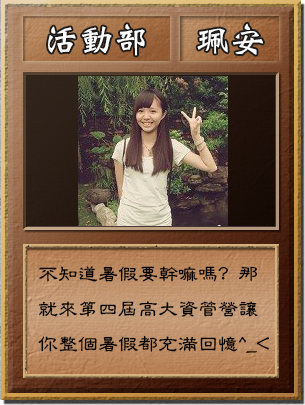 活動部 珮安
不知道暑假要幹嘛嗎? 那
就來第四屆高大資管營讓
你整個暑假都充滿回憶^_<